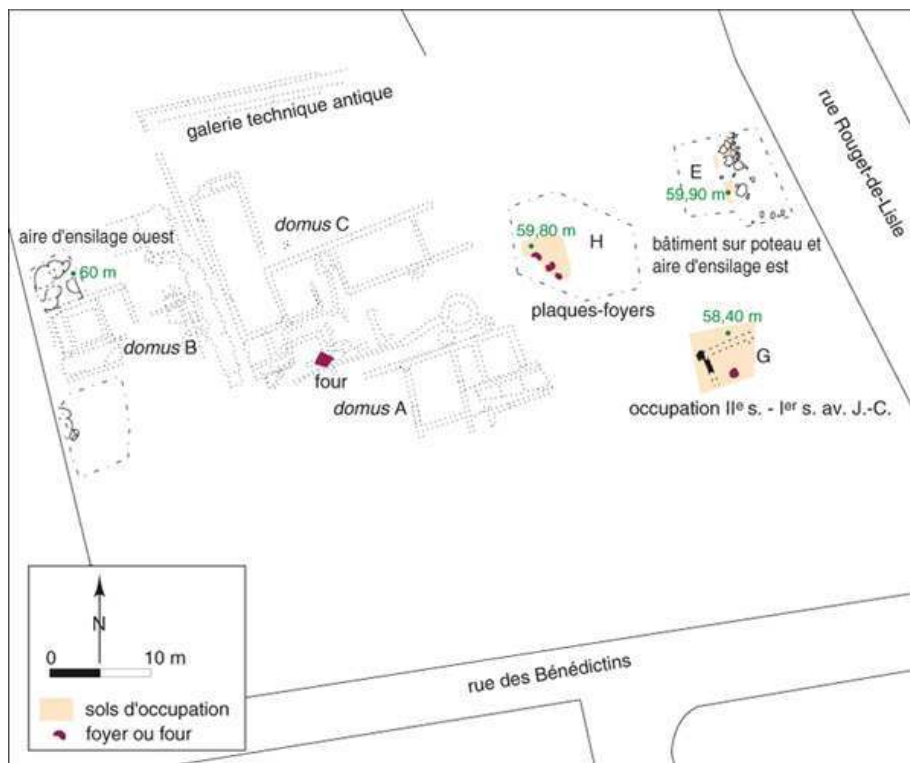 galerie technique antique
rue Rouget-de-Lisle
E
59,90 m
aire d'ensilage ouest
60 m
domus C
59,80 m
H
bâtiment sur poteau et
aire d'ensilage est
plaques-foyers
domus B
four
domus A
58,40 m
G
occupation IIe s. - Ier s. av. J.-C.
N
0 10 m
sols d'occupation
foyer ou four
rue des Bénédictins